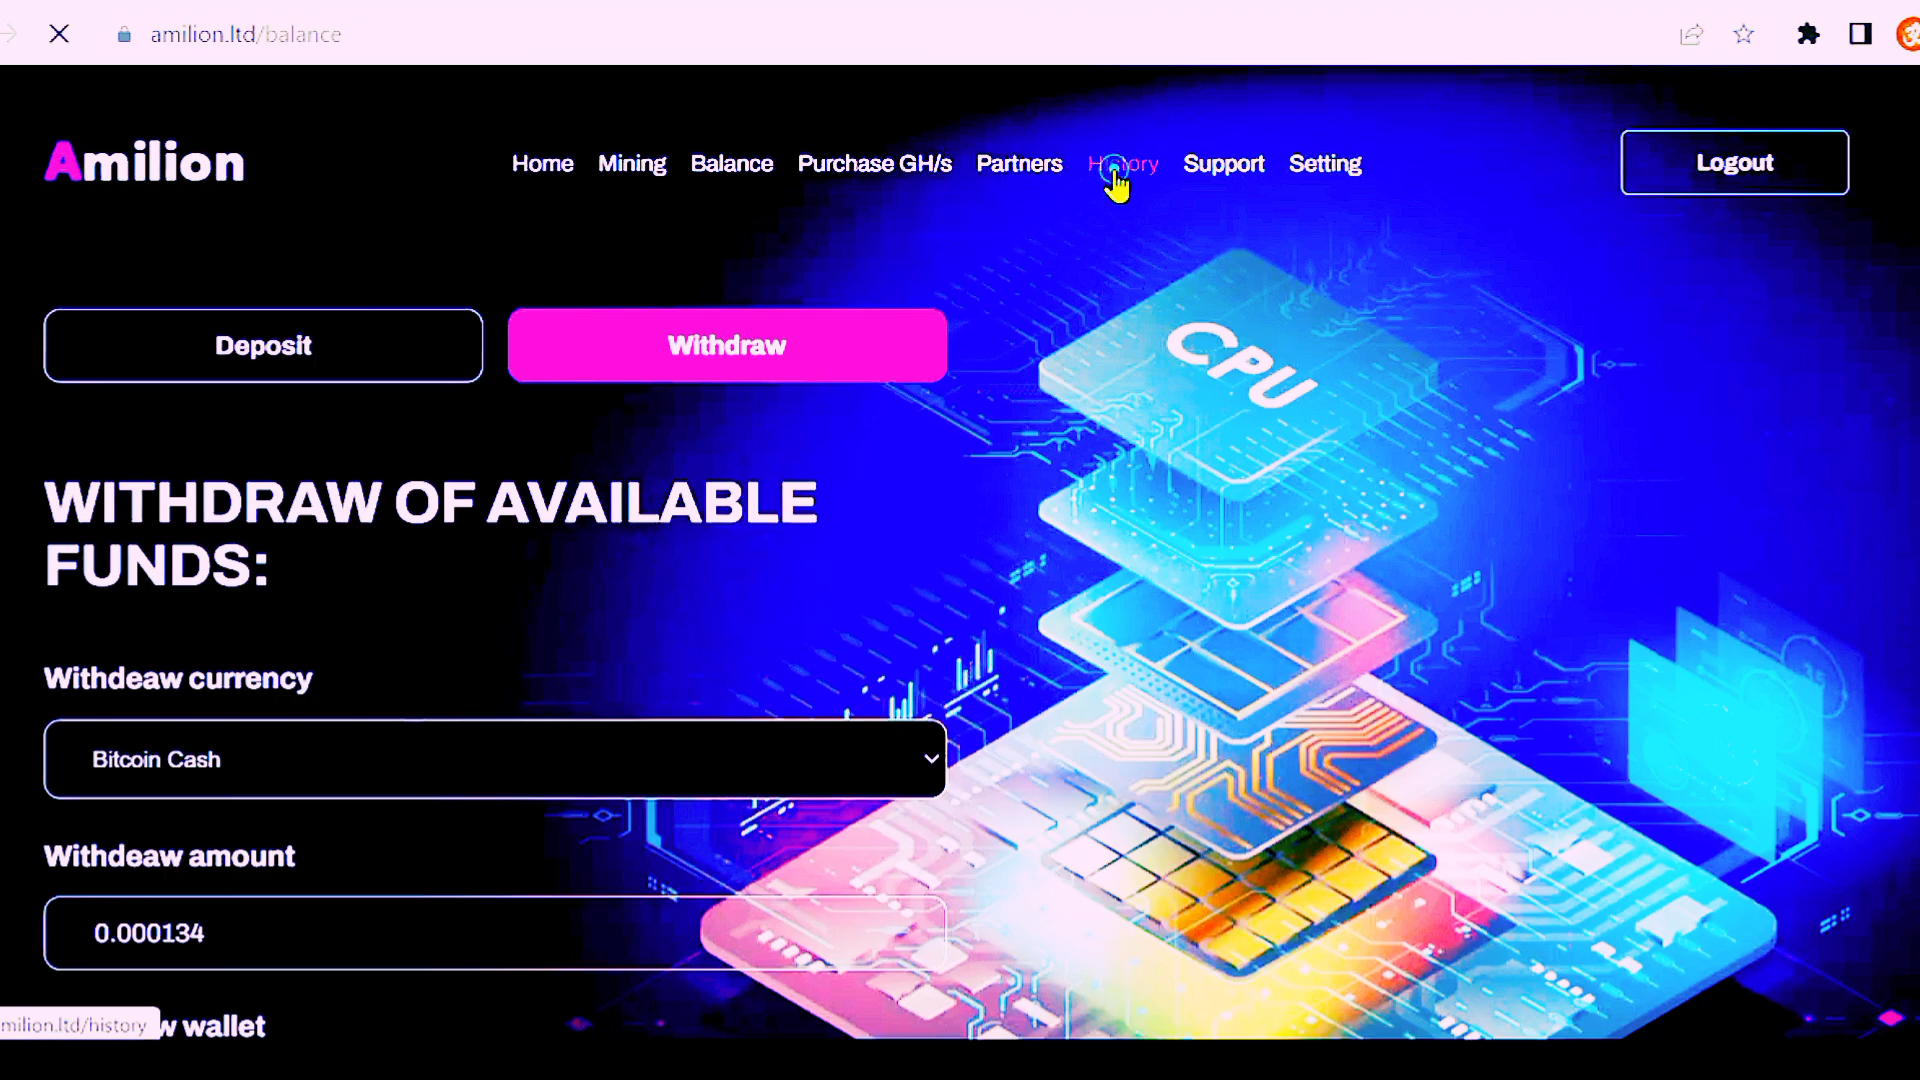 amilion.ltd/balance
Amilion
Home Mining Balance Purchase GH/s Partners History Support Setting
Logout
Deposit
Withdraw
CPU
WITHDRAW OF AVAILABLE
FUNDS:
Withdeaw currency
Bitcoin Cash
Withdeaw amount
0.000134
milion.ltd/history
w wallet